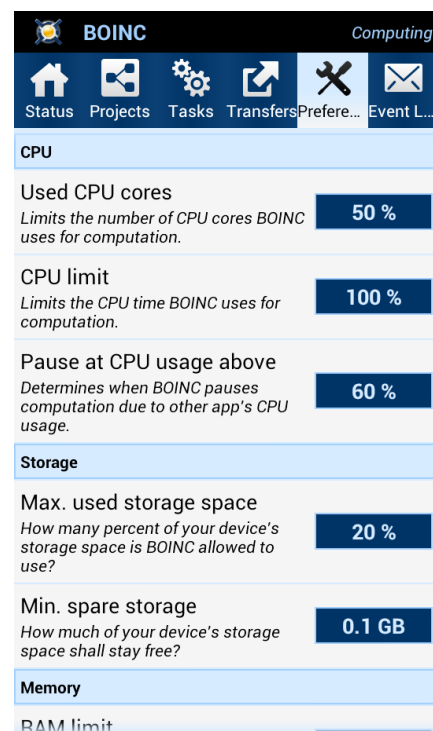 BOINC
Computing
Status Projects Tasks Transfers Prefere... Event L...
CPU
Used CPU cores
Limits the number of CPU cores BOINC
uses for computation.
50 %
CPU limit
Limits the CPU time BOINC uses for
computation.
100 %
Pause at CPU usage above
Determines when BOINC pauses
computation due to other app's CPU
usage.
60 %
Storage
Max. used storage space
How many percent of your device's
storage space is BOINC allowed to
use?
20 %
Min. spare storage
How much of your device's storage
space shall stay free?
0.1 GB
Memory
RAM limit